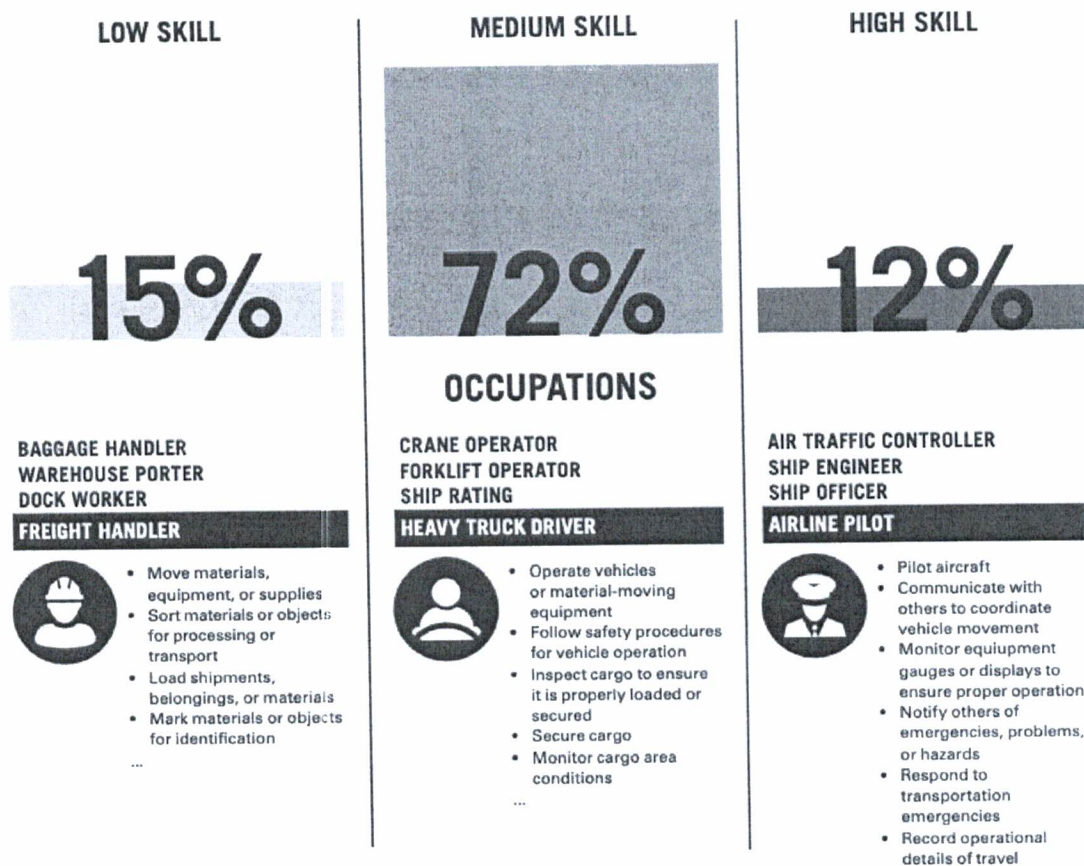 LOW SKILL
15%
MEDIUM SKILL
72%
HIGH SKILL
12%
OCCUPATIONS
BAGGAGE HANDLER
WAREHOUSE PORTER
DOCK WORKER
FREIGHT HANDLER
• Move materials,
equipment, or supplies
• Sort materials or objects
for processing or
transport
• Load shipments,
belongings, or materials
• Mark materials or objects
for identification
...
CRANE OPERATOR
FORKLIFT OPERATOR
SHIP RATING
HEAVY TRUCK DRIVER
• Operate vehicles
or material-moving
equipment
• Follow safety procedures
for vehicle operation
• Inspect cargo to ensure
it is properly loaded or
secured
• Secure cargo
• Monitor cargo area
conditions
...
AIR TRAFFIC CONTROLLER
SHIP ENGINEER
SHIP OFFICER
AIRLINE PILOT
• Pilot aircraft
• Communicate with
others to coordinate
vehicle movement
• Monitor equiupment
gauges or displays to
ensure proper operation
• Notify others of
emergencies, problems,
or hazards
• Respond to
transportation
emergencies
• Record operational
details of travel